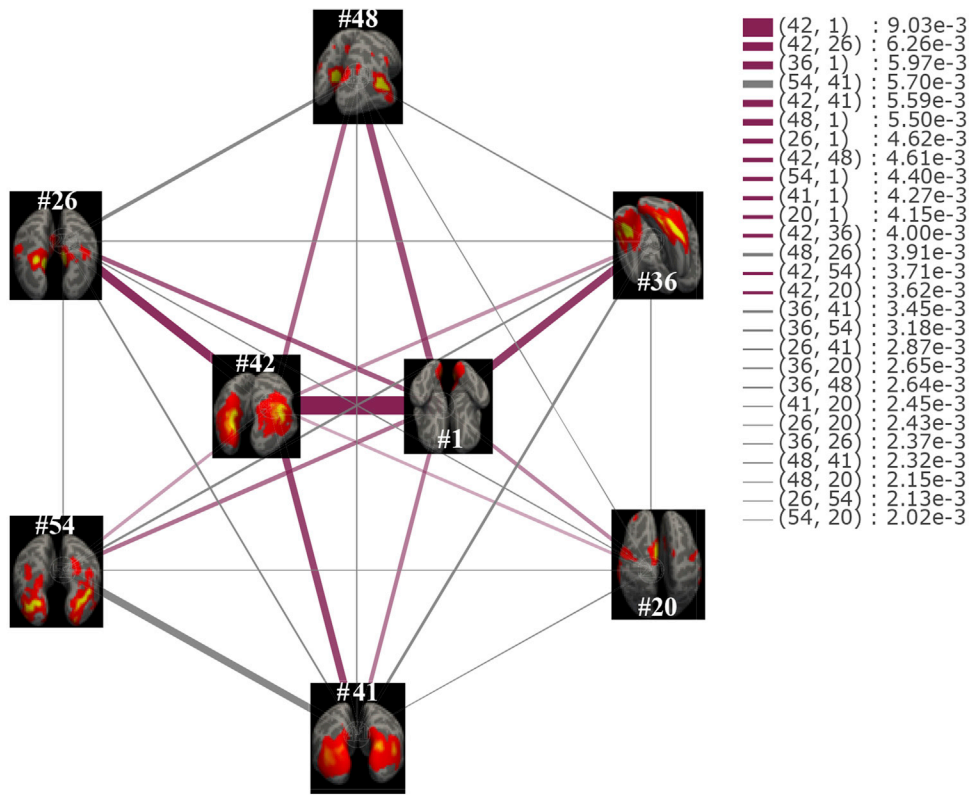 #48
#26
#36
#42
#1
#54
#20
#41
(42, 1) : 9.03e-3
(42, 26) : 6.26e-3
(36, 1) : 5.97e-3
(54, 41) : 5.70e-3
(42, 41) : 5.59e-3
(48, 1) : 5.50e-3
(26, 1) : 4.62e-3
(42, 48) : 4.61e-3
(54, 1) : 4.40e-3
(41, 1) : 4.27e-3
(20, 1) : 4.15e-3
(42, 36) : 4.00e-3
(48, 26) : 3.91e-3
(42, 54) : 3.71e-3
(42, 20) : 3.62e-3
(36, 41) : 3.45e-3
(36, 54) : 3.18e-3
(26, 41) : 2.87e-3
(36, 20) : 2.65e-3
(36, 48) : 2.64e-3
(41, 20) : 2.45e-3
(26, 20) : 2.43e-3
(36, 26) : 2.37e-3
(48, 41) : 2.32e-3
(48, 20) : 2.15e-3
(26, 54) : 2.13e-3
(54, 20) : 2.02e-3